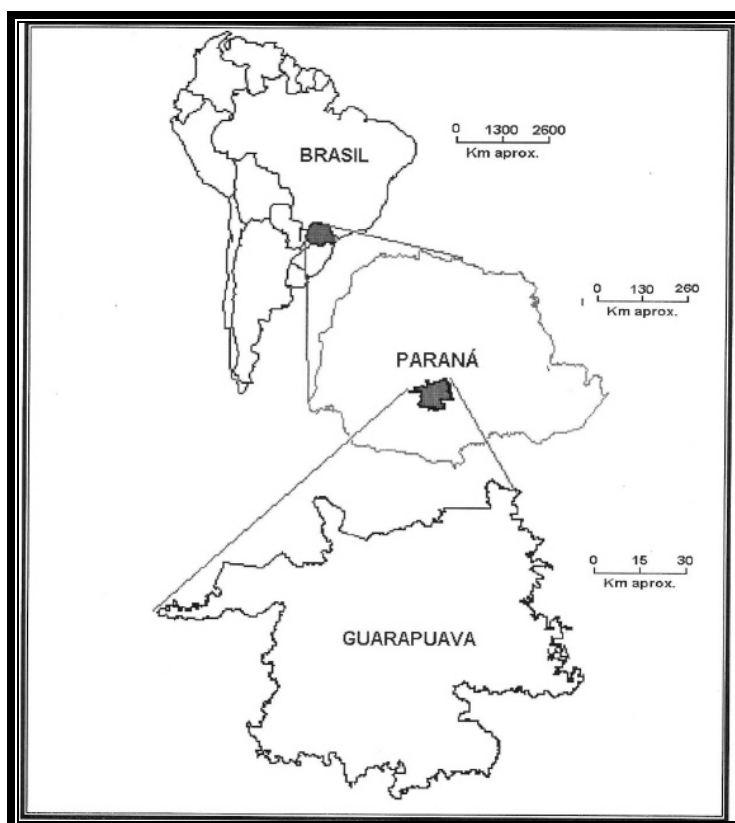 BRASIL
0 1300 2600
Km aprox.
0 130 260
Km aprox.
PARANÁ
0 15 30
Km aprox.
GUARAPUAVA